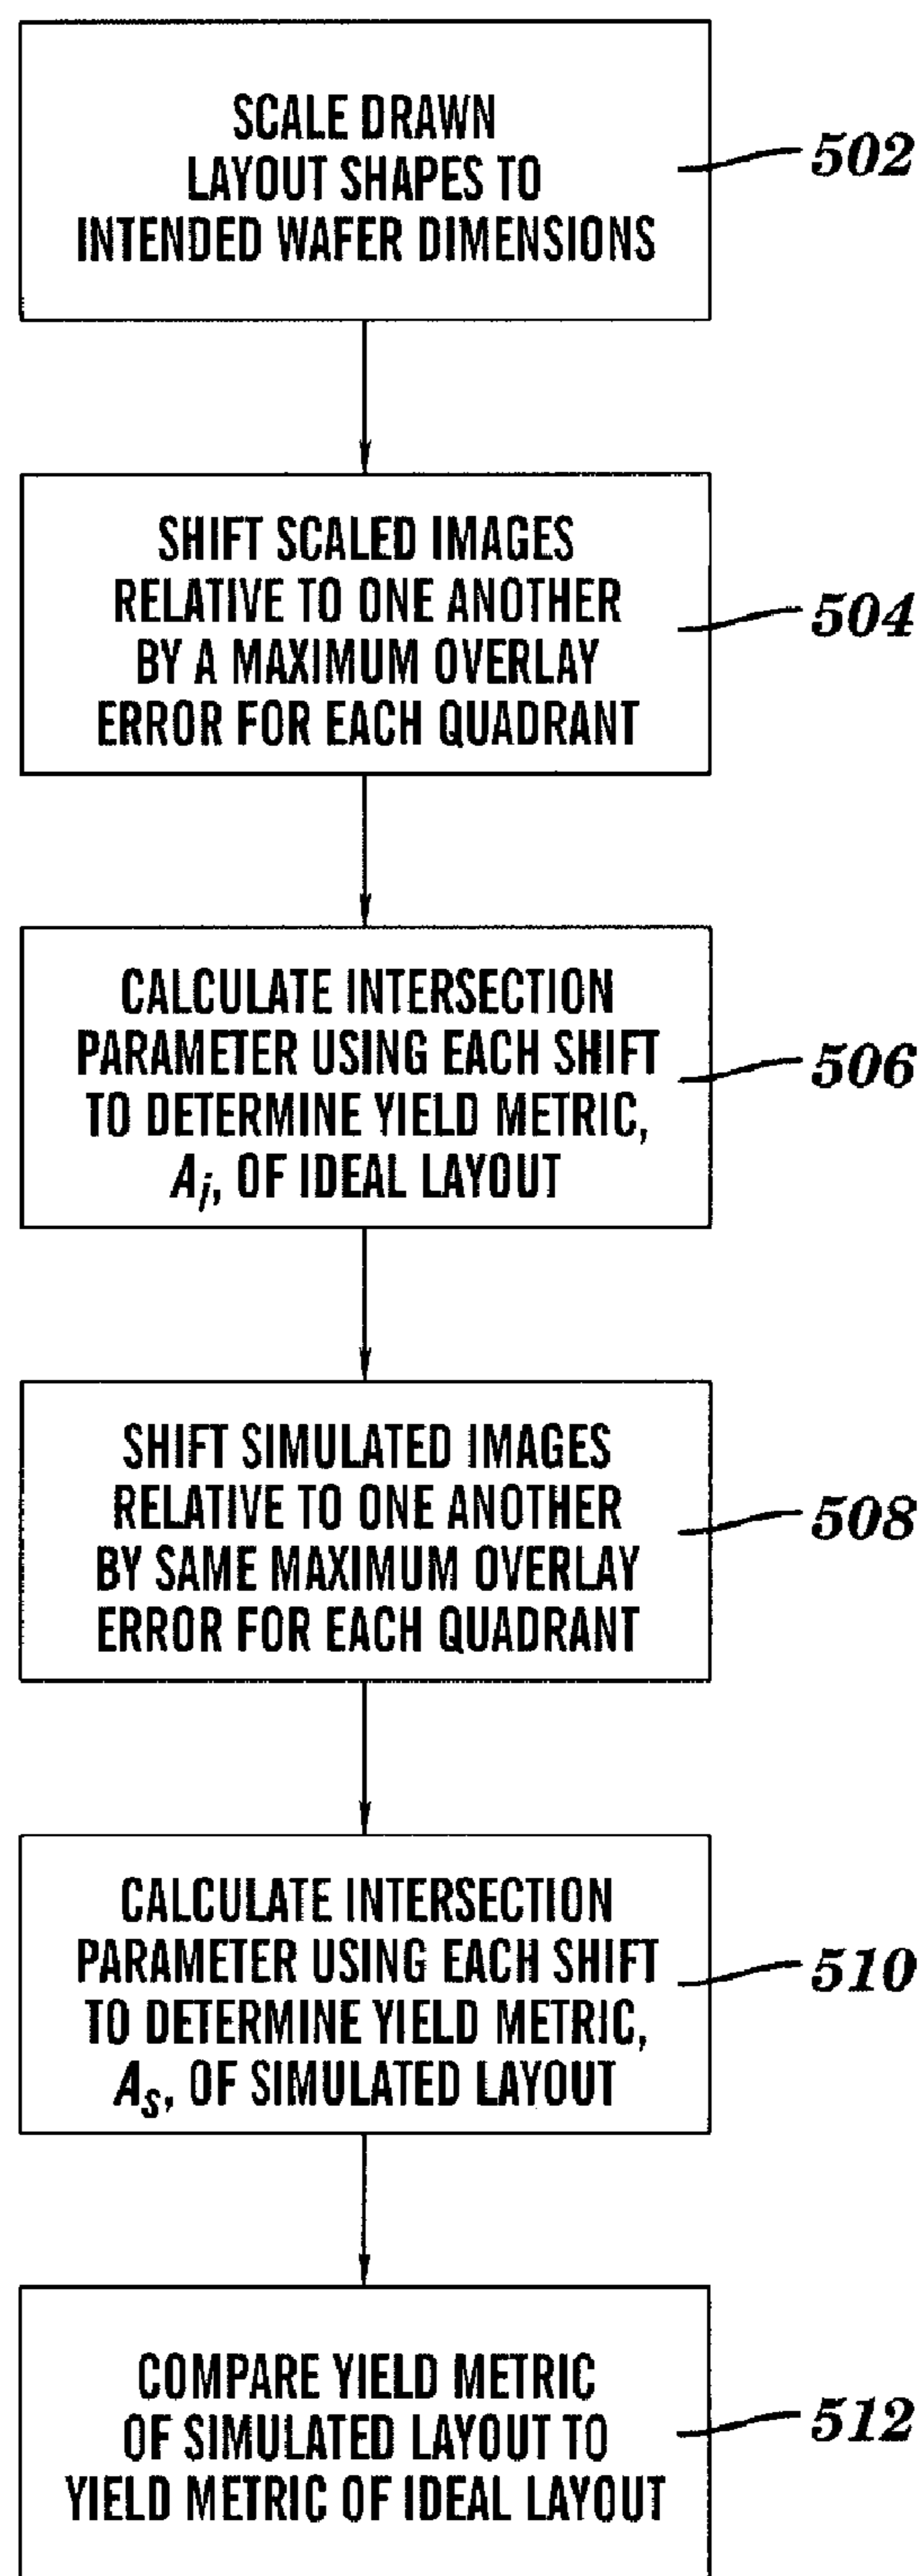 SCALE DRAWN
LAYOUT SHAPES TO
INTENDED WAFER DIMENSIONS
502
SHIFT SCALED IMAGES
RELATIVE TO ONE ANOTHER
BY A MAXIMUM OVERLAY
ERROR FOR EACH QUADRANT
504
CALCULATE INTERSECTION
PARAMETER USING EACH SHIFT
TO DETERMINE YIELD METRIC,
Ai, OF IDEAL LAYOUT
506
SHIFT SIMULATED IMAGES
RELATIVE TO ONE ANOTHER
BY SAME MAXIMUM OVERLAY
ERROR FOR EACH QUADRANT
508
CALCULATE INTERSECTION
PARAMETER USING EACH SHIFT
TO DETERMINE YIELD METRIC,
As, OF SIMULATED LAYOUT
510
COMPARE YIELD METRIC
OF SIMULATED LAYOUT TO
YIELD METRIC OF IDEAL LAYOUT
512